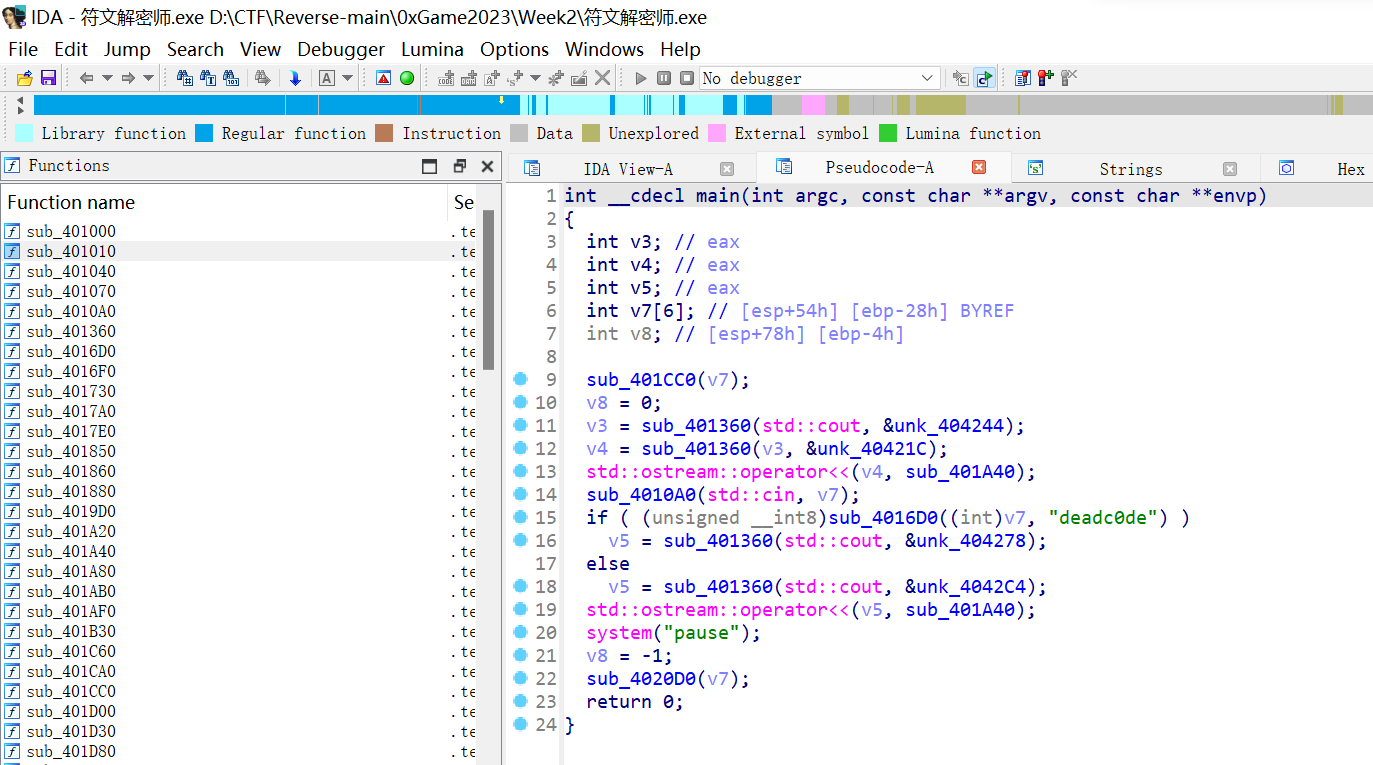 IDA - 符文解密师.exe D:\CTF\Reverse-main\0xGame2023\Week2\符文解密师.exe
File Edit Jump Search View Debugger Lumina Options Windows Help
No debugger
Library function Regular function Instruction Data Unexplored External symbol Lumina function
Functions
IDA View-A Pseudocode-A Strings Hex
Function name Se
sub_401000 .te
sub_401010 .te
sub_401040 .te
sub_401070 .te
sub_4010A0 .te
sub_401360 .te
sub_4016D0 .te
sub_4016F0 .te
sub_401730 .te
sub_4017A0 .te
sub_4017E0 .te
sub_401850 .te
sub_401860 .te
sub_401880 .te
sub_4019D0 .te
sub_401A20 .te
sub_401A40 .te
sub_401A80 .te
sub_401AB0 .te
sub_401AF0 .te
sub_401B30 .te
sub_401C60 .te
sub_401CA0 .te
sub_401CC0 .te
sub_401D00 .te
sub_401D30 .te
sub_401D80 .te
1 int __cdecl main(int argc, const char **argv, const char **envp)
2 {
3 int v3; // eax
4 int v4; // eax
5 int v5; // eax
6 int v7[6]; // [esp+54h] [ebp-28h] BYREF
7 int v8; // [esp+78h] [ebp-4h]
8
9 sub_401CC0(v7);
10 v8 = 0;
11 v3 = sub_401360(std::cout, &unk_404244);
12 v4 = sub_401360(v3, &unk_40421C);
13 std::ostream::operator<<(v4, sub_401A40);
14 sub_4010A0(std::cin, v7);
15 if ( (unsigned __int8)sub_4016D0((int)v7, "deadc0de") )
16 v5 = sub_401360(std::cout, &unk_404278);
17 else
18 v5 = sub_401360(std::cout, &unk_4042C4);
19 std::ostream::operator<<(v5, sub_401A40);
20 system("pause");
21 v8 = -1;
22 sub_4020D0(v7);
23 return 0;
24 }